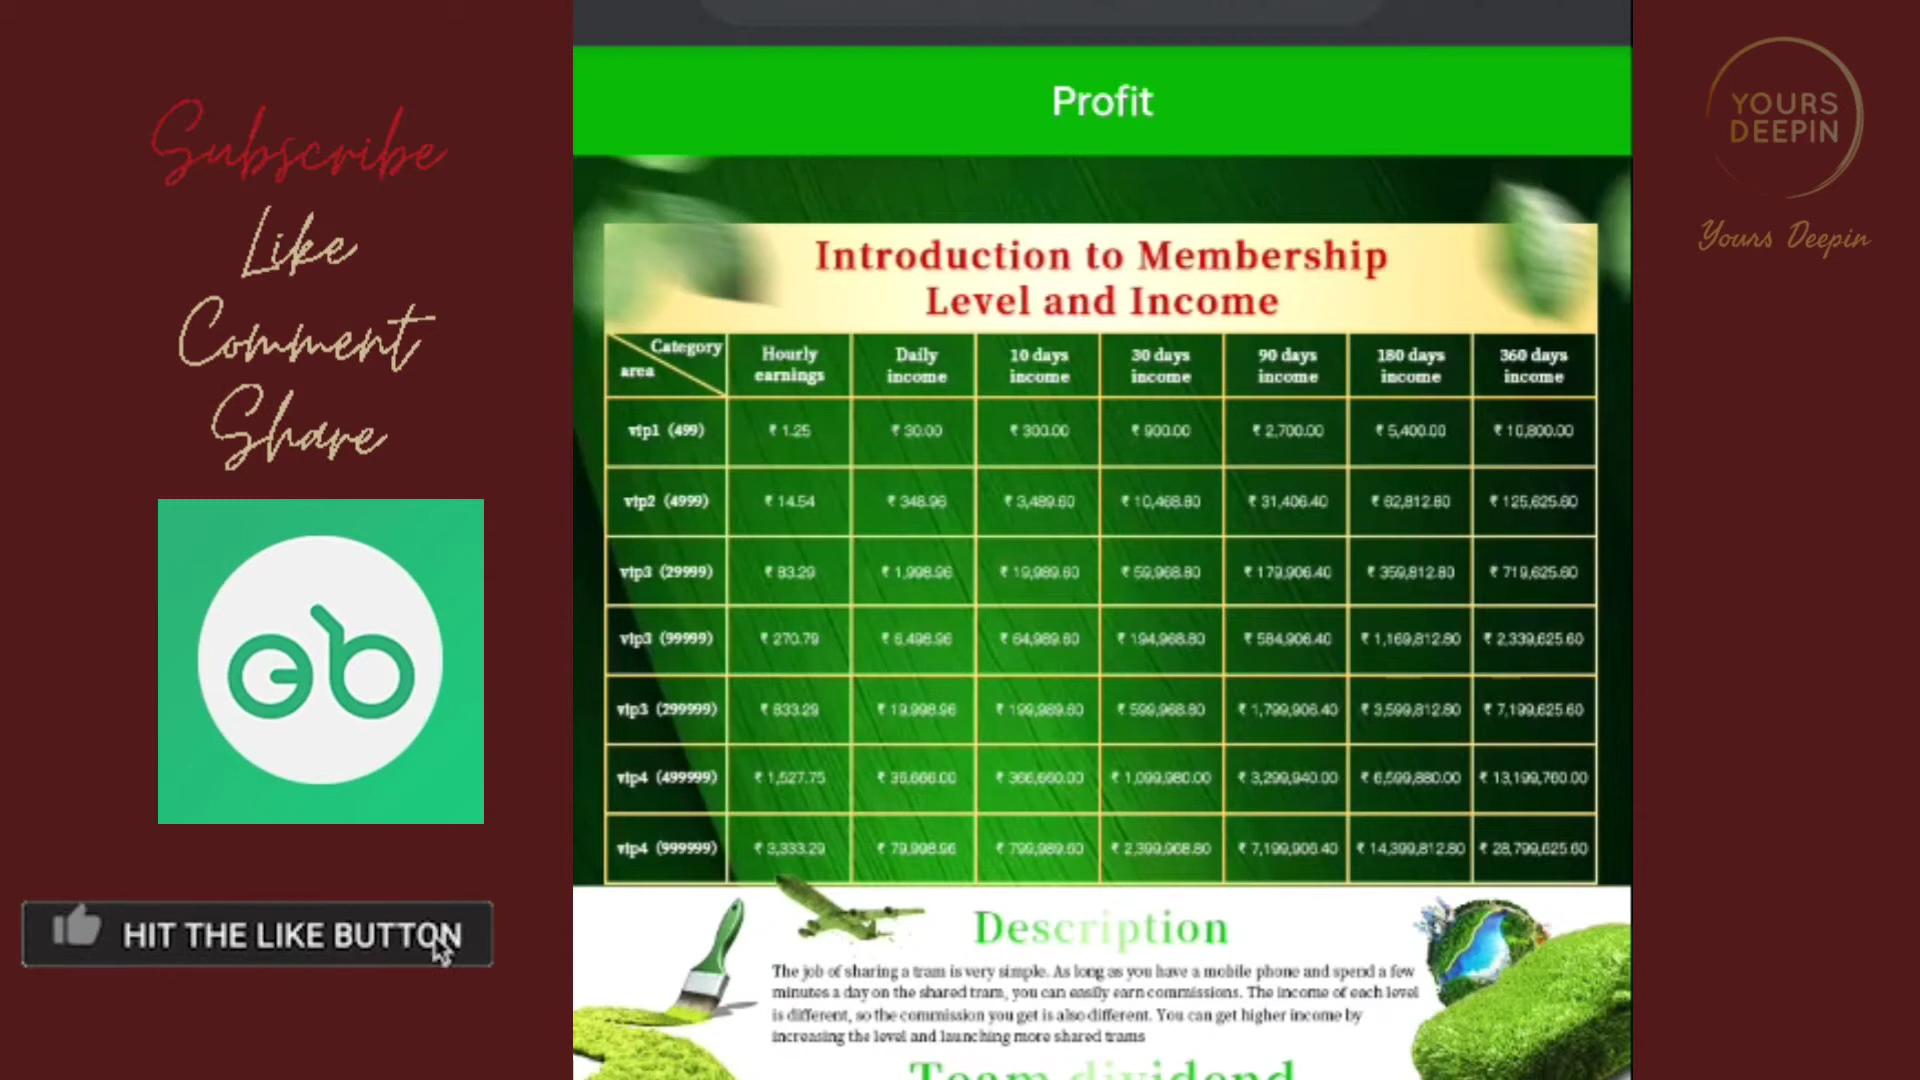 Subscribe
Like
Comment
Share
HIT THE LIKE BUTTON
Profit
Introduction to Membership
Level and Income
Category
area
Hourly earnings
Daily income
10 days income
30 days income
90 days income
180 days income
360 days income
vip1 (499) ₹ 1.25 ₹ 30.00 ₹ 300.00 ₹ 900.00 ₹ 2,700.00 ₹ 5,400.00 ₹ 10,800.00
vip2 (4999) ₹ 14.54 ₹ 348.96 ₹ 3,489.60 ₹ 10,468.80 ₹ 31,406.40 ₹ 62,812.80 ₹ 125,625.60
vip3 (29999) ₹ 83.29 ₹ 1,998.96 ₹ 19,989.60 ₹ 59,968.80 ₹ 179,906.40 ₹ 359,812.80 ₹ 719,625.60
vip3 (99999) ₹ 270.79 ₹ 6,498.96 ₹ 64,989.60 ₹ 194,968.80 ₹ 584,906.40 ₹ 1,169,812.80 ₹ 2,339,625.60
vip3 (299999) ₹ 833.29 ₹ 19,998.96 ₹ 199,989.60 ₹ 599,968.80 ₹ 1,799,906.40 ₹ 3,599,812.80 ₹ 7,199,625.60
vip4 (499999) ₹ 1,527.75 ₹ 36,666.00 ₹ 366,660.00 ₹ 1,099,980.00 ₹ 3,299,940.00 ₹ 6,599,880.00 ₹ 13,199,760.00
vip4 (999999) ₹ 3,333.29 ₹ 79,998.96 ₹ 799,989.60 ₹ 2,399,968.80 ₹ 7,199,906.40 ₹ 14,399,812.80 ₹ 28,799,625.60
Description
The job of sharing a tram is very simple. As long as you have a mobile phone and spend a few
minutes a day on the shared tram, you can easily earn commissions. The income of each level
is different, so the commission you get is also different. You can get higher income by
increasing the level and launching more shared trams
Team dividend
YOURS
DEEPIN
Yours Deepin